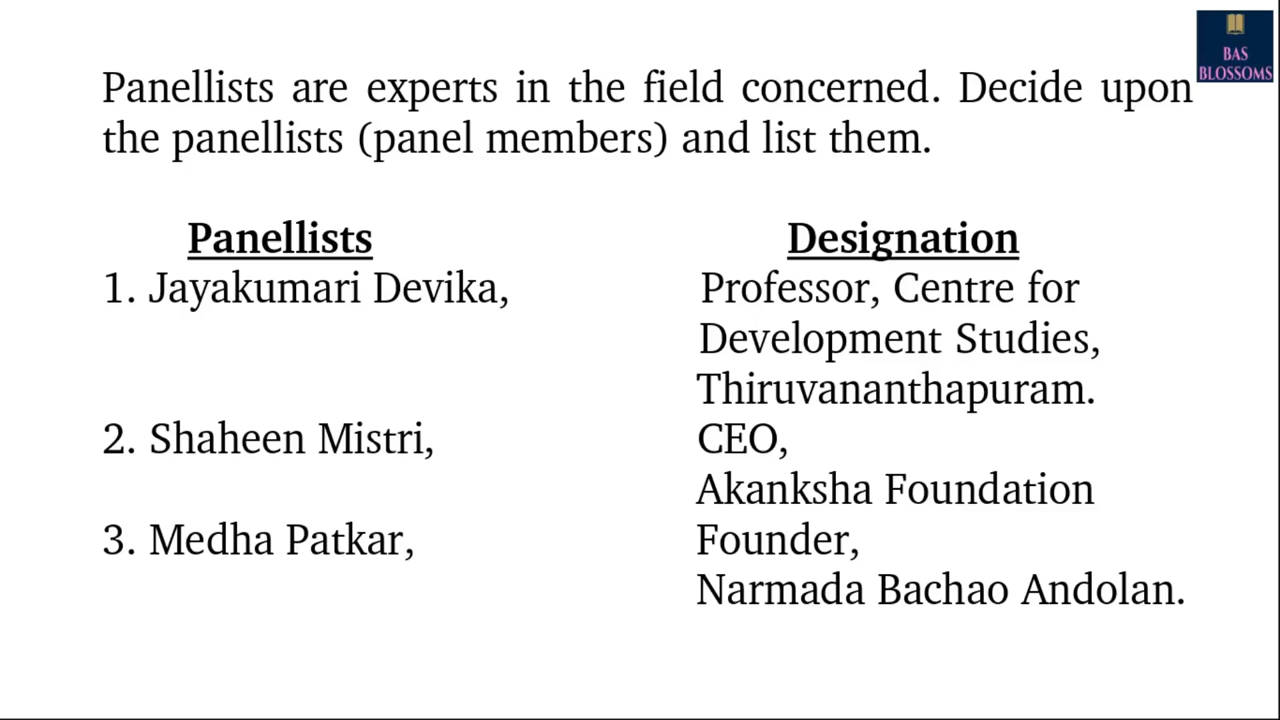 BAS
BLOSSOMS
Panellists are experts in the field concerned. Decide upon
the panellists (panel members) and list them.
Panellists Designation
1. Jayakumari Devika, Professor, Centre for
Development Studies,
Thiruvananthapuram.
2. Shaheen Mistri, CEO,
Akanksha Foundation
3. Medha Patkar, Founder,
Narmada Bachao Andolan.